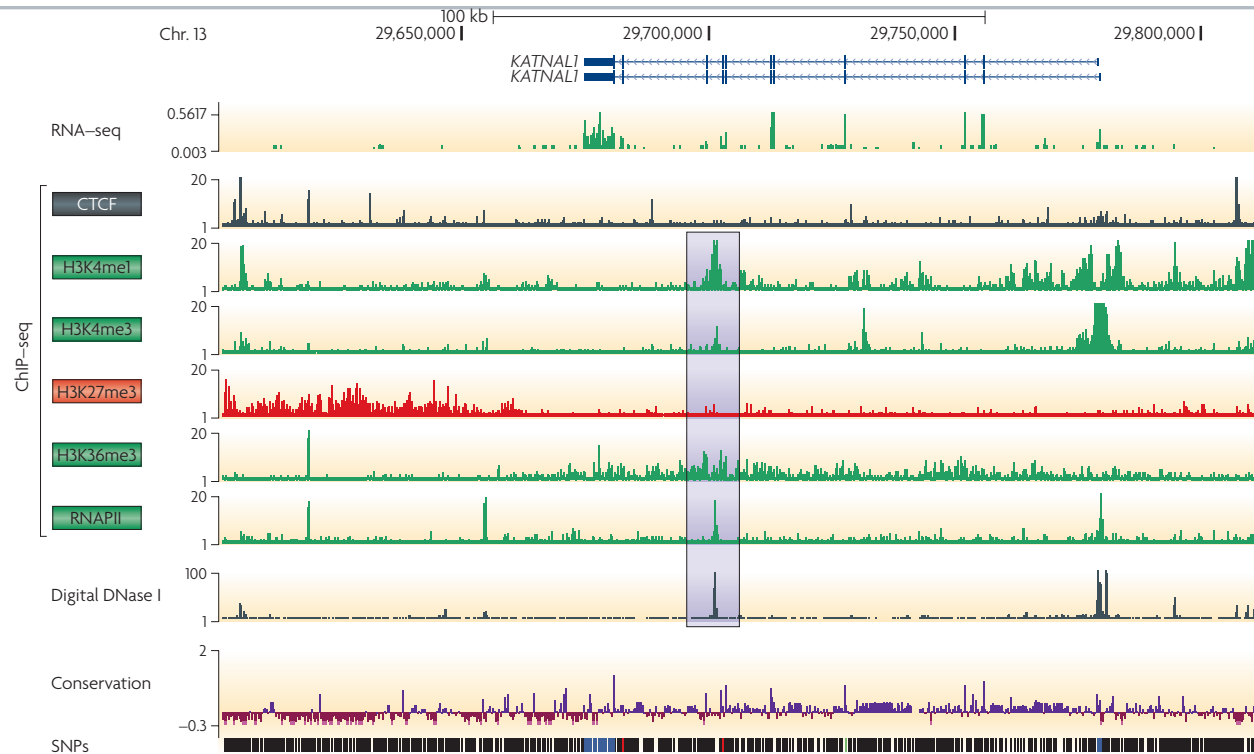 100 kb
Chr. 13 29,650,000 29,700,000 29,750,000 29,800,000
KATNAL1
KATNAL1
RNA–seq 0.5617
0.003
ChIP–seq
CTCF 20
1
H3K4me1 20
1
H3K4me3 20
1
H3K27me3 20
1
H3K36me3 20
1
RNAPII 20
1
Digital DNase I 100
1
Conservation 2
–0.3
SNPs